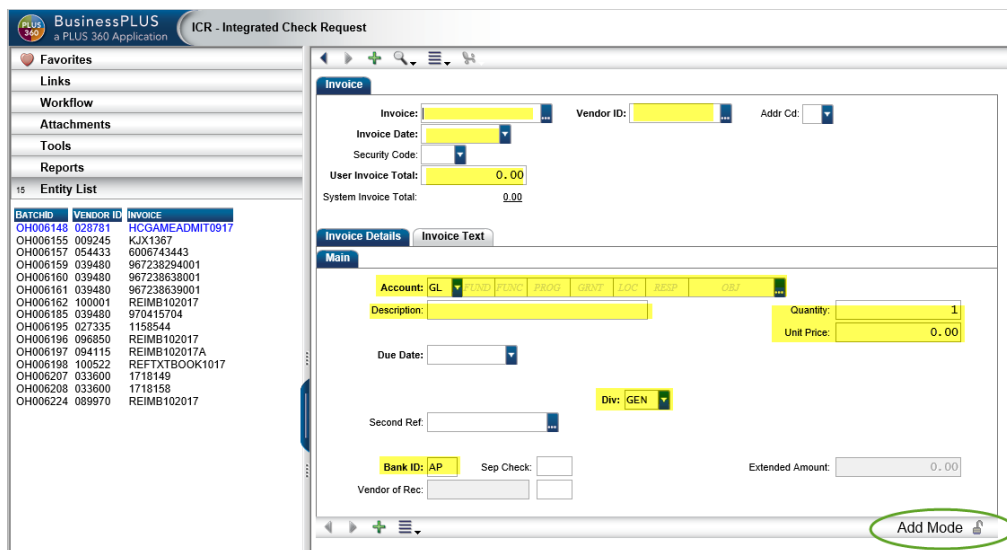 BusinessPLUS
PLUS 360
a PLUS 360 Application
ICR - Integrated Check Request
Favorites
Links
Workflow
Attachments
Tools
Reports
15 Entity List
BATCHID VENDOR ID INVOICE
OH006148 028781 HCGAMEADMIT0917
OH006155 009245 KJX1367
OH006157 054433 6006743443
OH006159 039480 967238294001
OH006160 039480 967238638001
OH006161 039480 967238639001
OH006162 100001 REIMB102017
OH006185 039480 970415704
OH006195 027335 1158544
OH006196 096850 REIMB102017
OH006197 094115 REIMB102017A
OH006198 100522 REFTXTBOOK1017
OH006207 033600 1718149
OH006208 033600 1718158
OH006224 089970 REIMB102017
Invoice
Invoice: Vendor ID: Addr Cd:
Invoice Date:
Security Code:
User Invoice Total: 0.00
System Invoice Total: 0.00
Invoice Details Invoice Text
Main
Account: GL FUND FUNC PROG GRNT LOC RESP OBJ
Description: Quantity: 1
Unit Price: 0.00
Due Date:
Div: GEN
Second Ref:
Bank ID: AP Sep Check: Extended Amount: 0.00
Vendor of Rec:
Add Mode